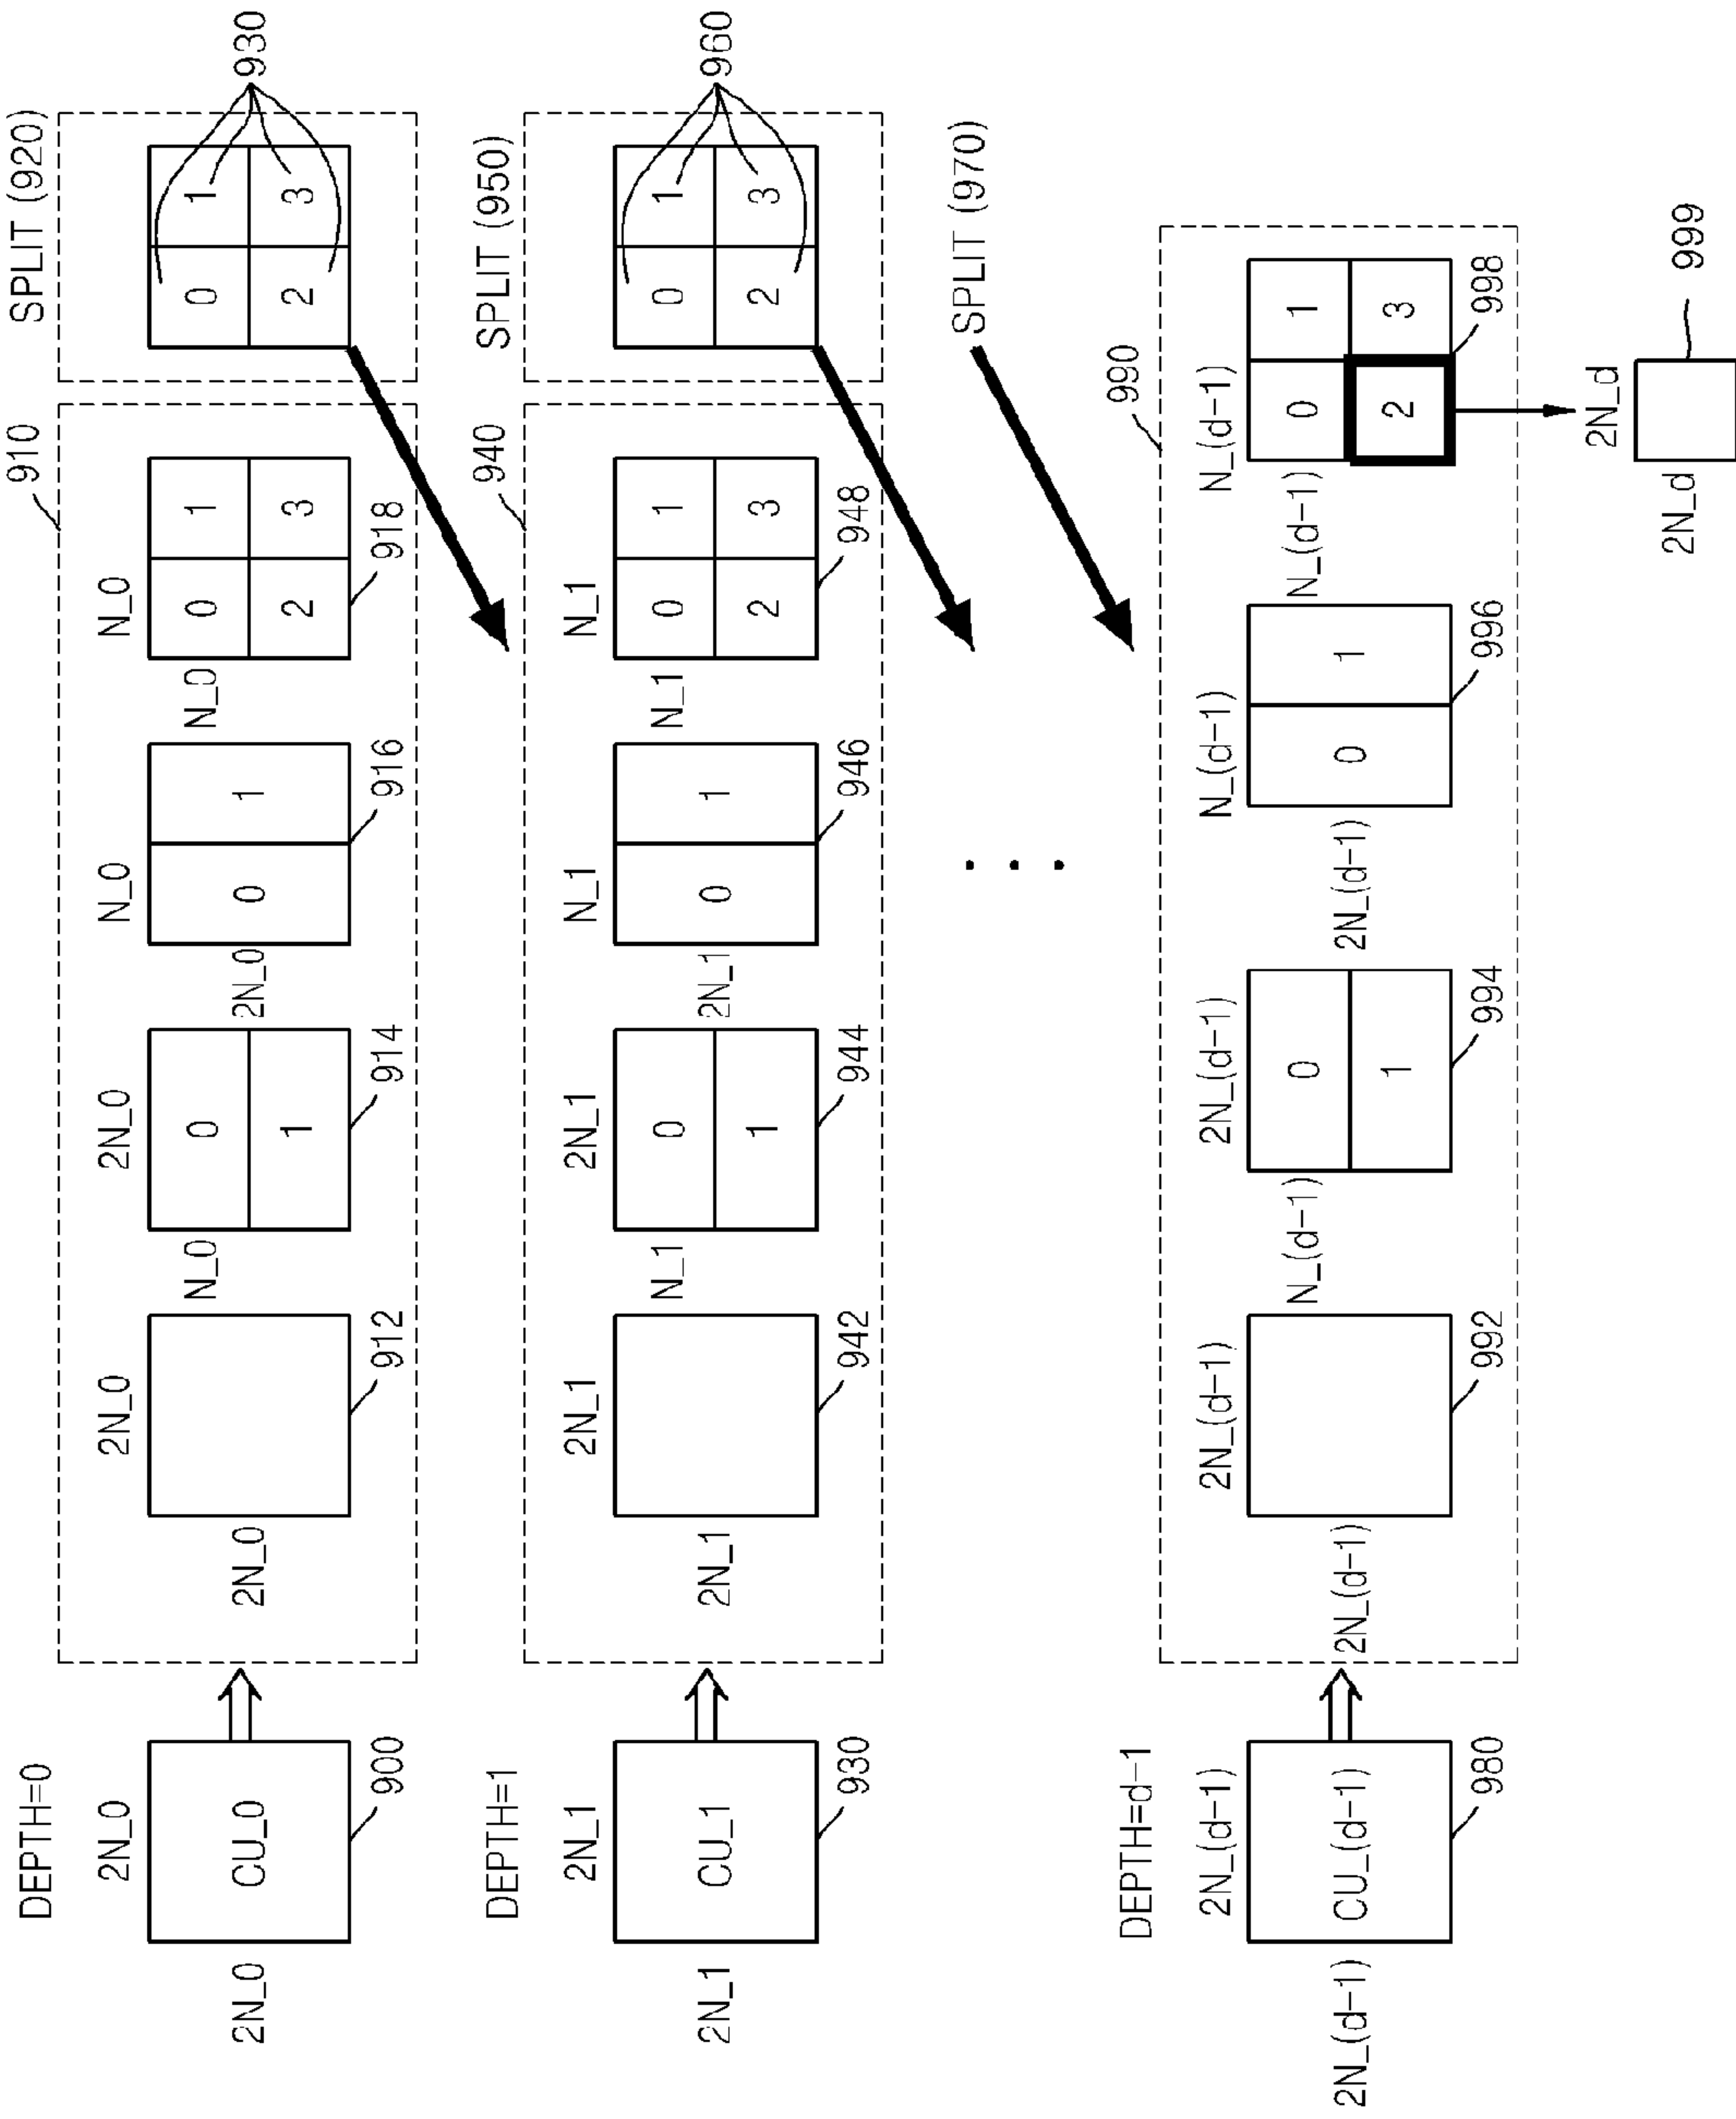 DEPTH=0
2N_0
2N_0
CU_0
900
910
2N_0
2N_0
912
2N_0
N_0
0
1
914
N_0
2N_0
0
1
916
N_0
N_0
0
1
2
3
918
SPLIT (920)
0
1
2
3
930
DEPTH=1
2N_1
2N_1
CU_1
930
940
2N_1
2N_1
942
2N_1
N_1
0
1
944
N_1
2N_1
0
1
946
N_1
N_1
0
1
2
3
948
SPLIT (950)
0
1
2
3
960
SPLIT (970)
DEPTH=d-1
2N_(d-1)
2N_(d-1)
CU_(d-1)
980
990
2N_(d-1)
2N_(d-1)
992
2N_(d-1)
N_(d-1)
0
1
994
N_(d-1)
2N_(d-1)
0
1
996
N_(d-1)
N_(d-1)
0
1
2
3
998
2N_d
2N_d
999